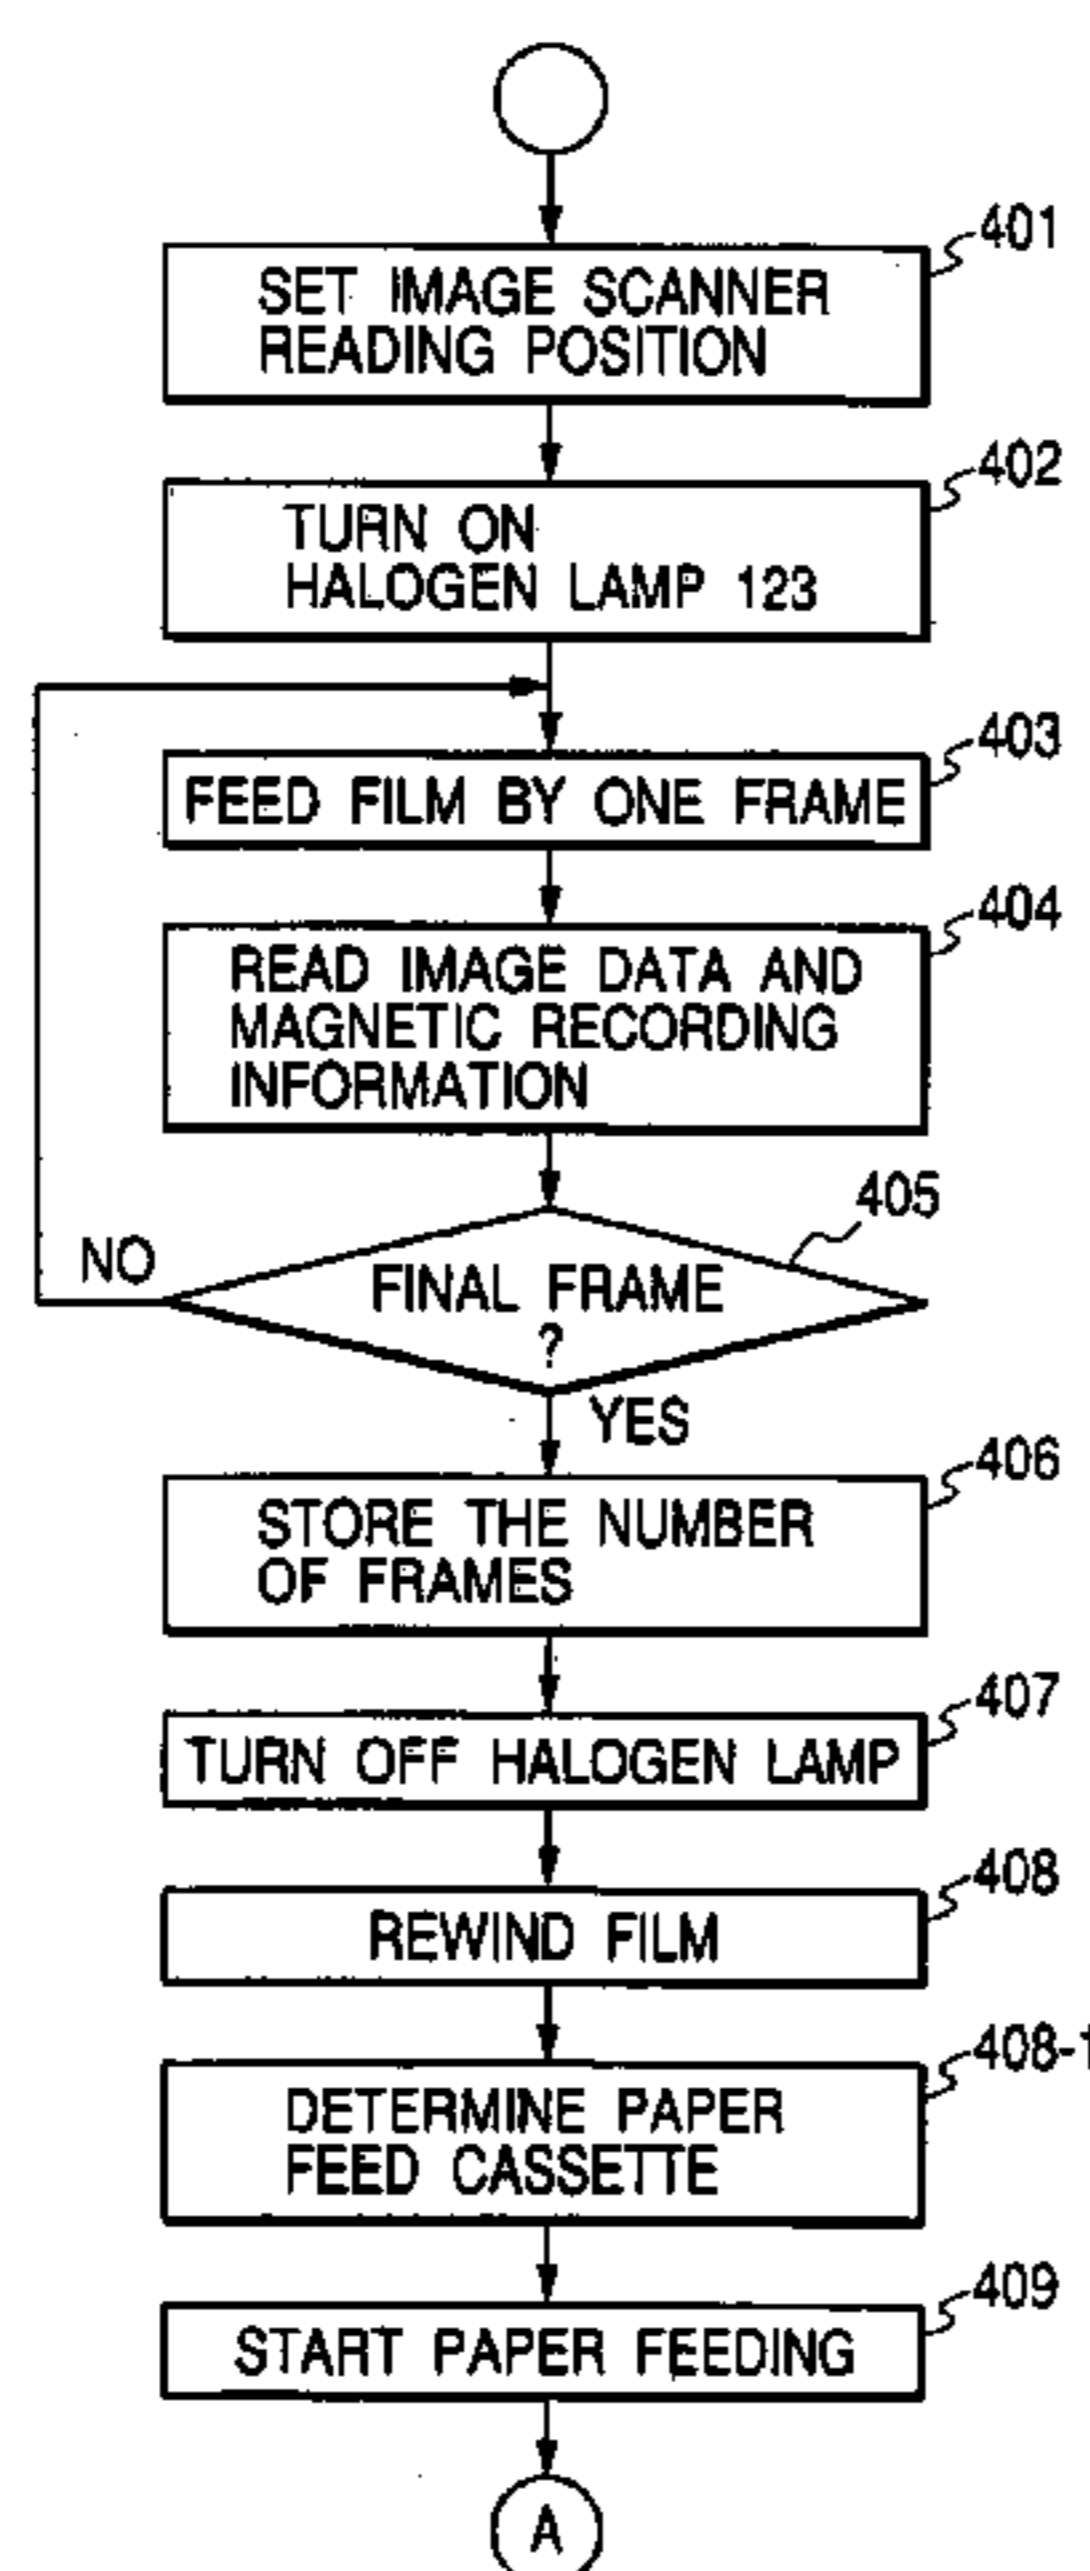 401
SET IMAGE SCANNER
READING POSITION
402
TURN ON
HALOGEN LAMP 123
403
FEED FILM BY ONE FRAME
404
READ IMAGE DATA AND
MAGNETIC RECORDING
INFORMATION
405
NO
FINAL FRAME
?
YES
406
STORE THE NUMBER
OF FRAMES
407
TURN OFF HALOGEN LAMP
408
REWIND FILM
408-1
DETERMINE PAPER
FEED CASSETTE
409
START PAPER FEEDING
A